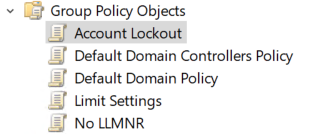 Group Policy Objects
Account Lockout
Default Domain Controllers Policy
Default Domain Policy
Limit Settings
No LLMNR